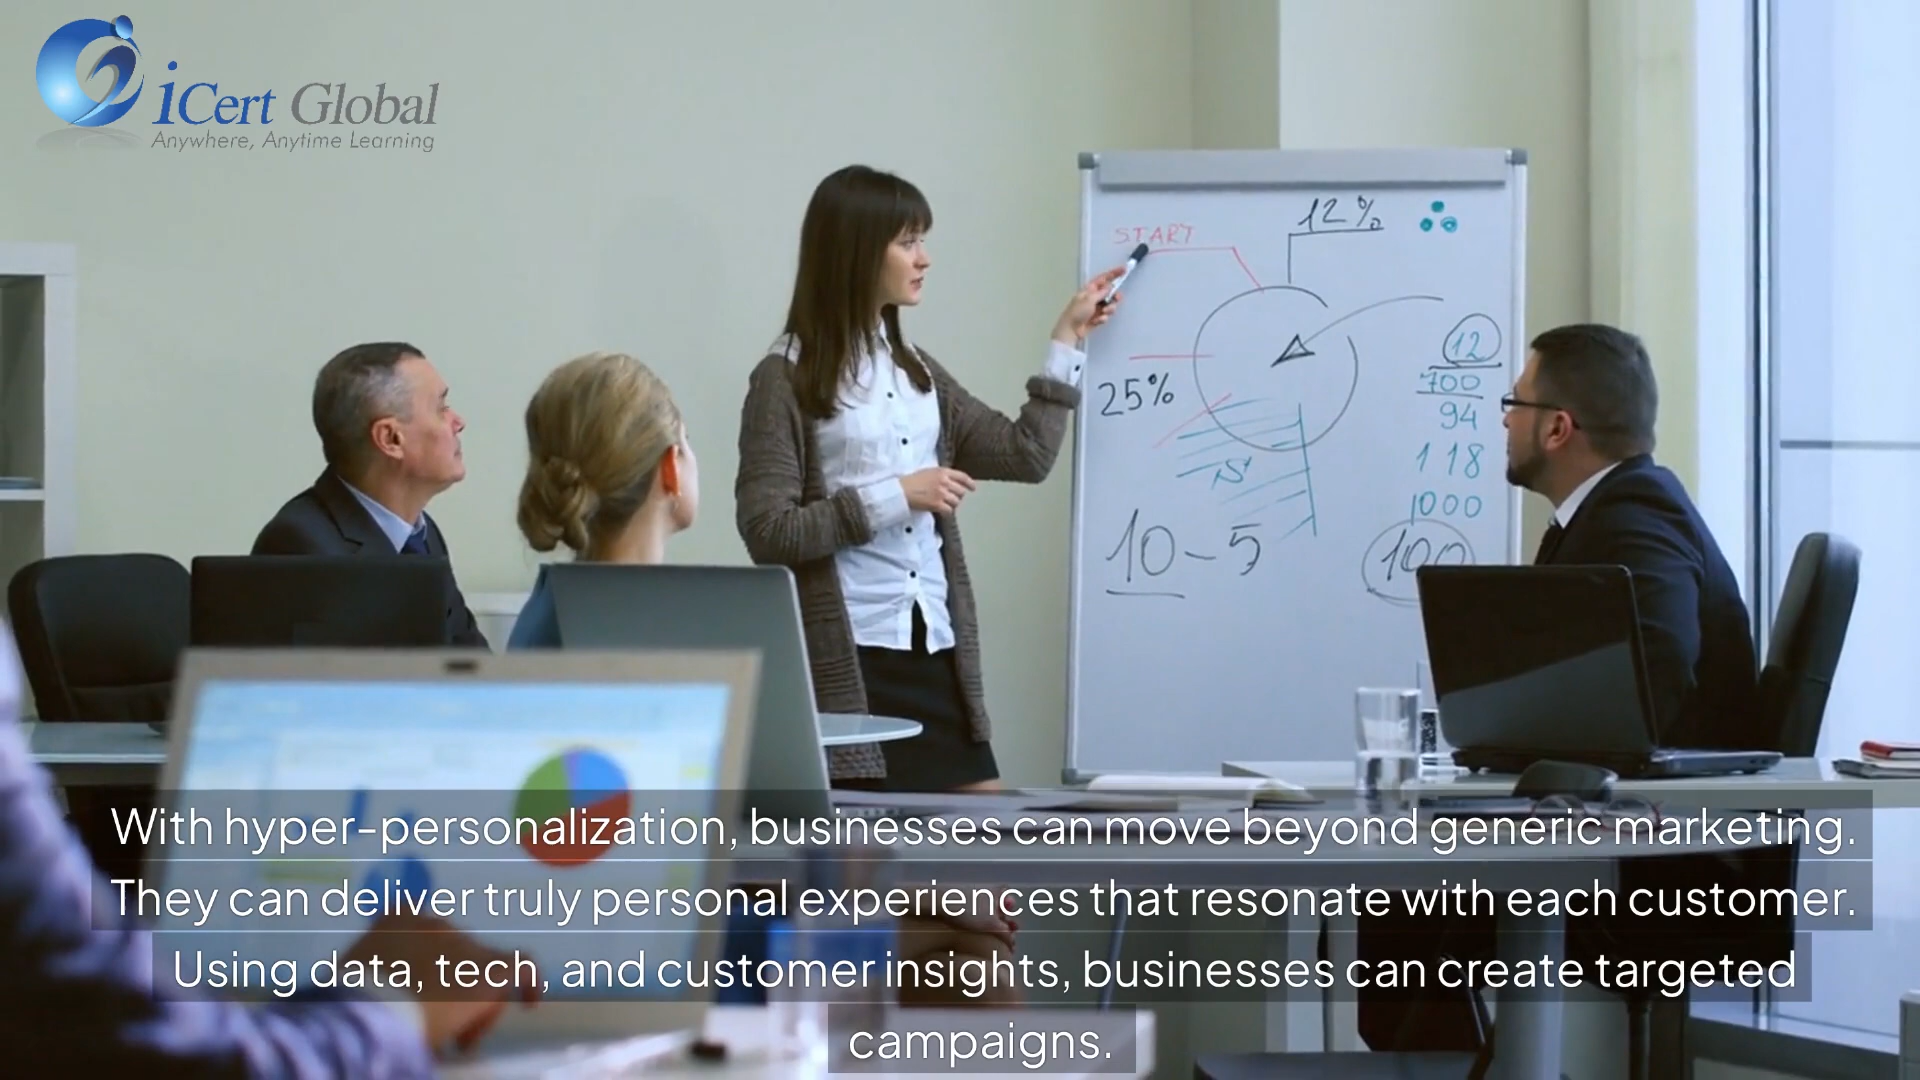 iCert Global
Anywhere, Anytime Learning
START
12%
25%
12
700
94
118
1000
10-5
100
With hyper-personalization, businesses can move beyond generic marketing.
They can deliver truly personal experiences that resonate with each customer.
Using data, tech, and customer insights, businesses can create targeted
campaigns.